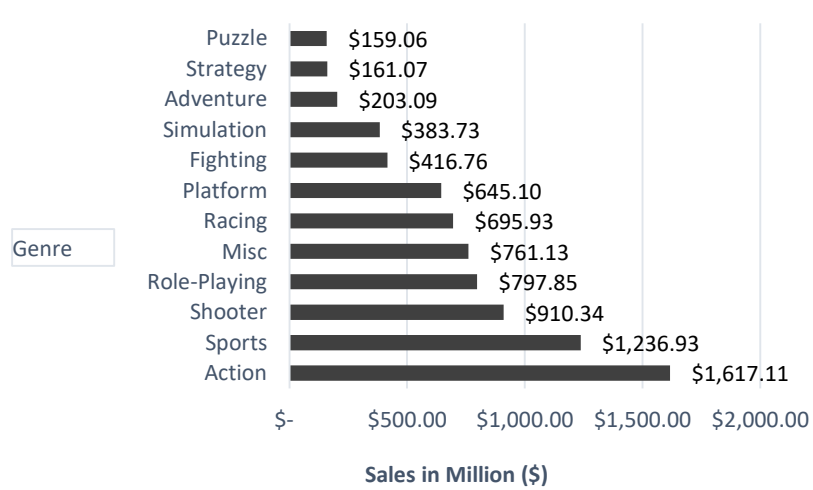 Puzzle $159.06
Strategy $161.07
Adventure $203.09
Simulation $383.73
Fighting $416.76
Platform $645.10
Racing $695.93
Genre
Misc $761.13
Role-Playing $797.85
Shooter $910.34
Sports $1,236.93
Action $1,617.11
$- $500.00 $1,000.00 $1,500.00 $2,000.00
Sales in Million ($)